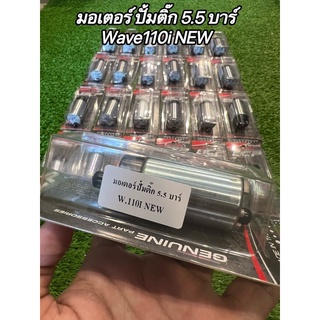 มอเตอร์ ปั้มติ๊ก 5.5 บาร์
Wave110i NEW
มอเตอร์ปั้มติ๊ก 5.5 บาร์
W.110I NEW
GENUINE PART ACCESSORIES